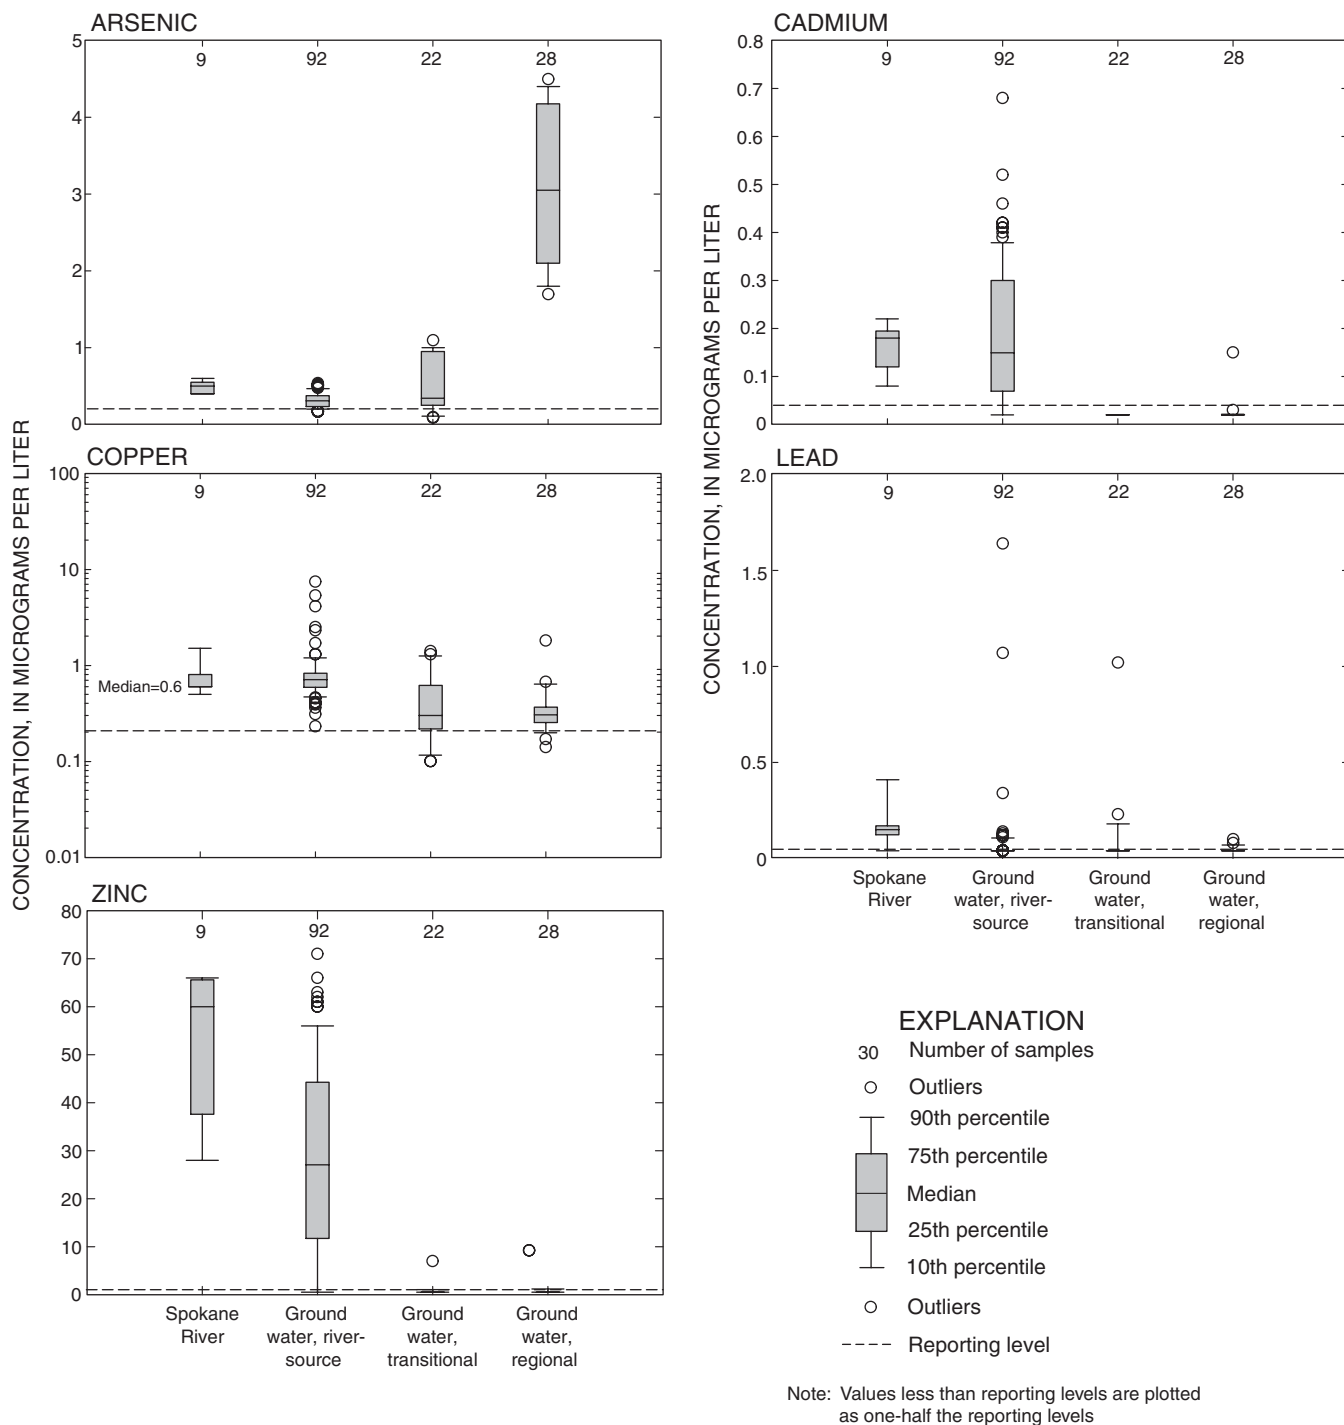 ARSENIC
5
4
3
2
1
0
9
92
22
28
CADMIUM
0.8
0.7
0.6
0.5
0.4
0.3
0.2
0.1
0
9
92
22
28
COPPER
100
10
1
0.1
0.01
9
92
22
28
Median=0.6
LEAD
2.0
1.5
1.0
0.5
0
9
92
22
28
Spokane
River
Ground
water, river-
source
Ground
water,
transitional
Ground
water,
regional
ZINC
80
70
60
50
40
30
20
10
0
9
92
22
28
Spokane
River
Ground
water, river-
source
Ground
water,
transitional
Ground
water,
regional
CONCENTRATION, IN MICROGRAMS PER LITER
CONCENTRATION, IN MICROGRAMS PER LITER
EXPLANATION
30 Number of samples
Outliers
90th percentile
75th percentile
Median
25th percentile
10th percentile
Outliers
Reporting level
Note: Values less than reporting levels are plotted
as one-half the reporting levels